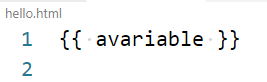 hello.html
1 {{ avariable }}
2